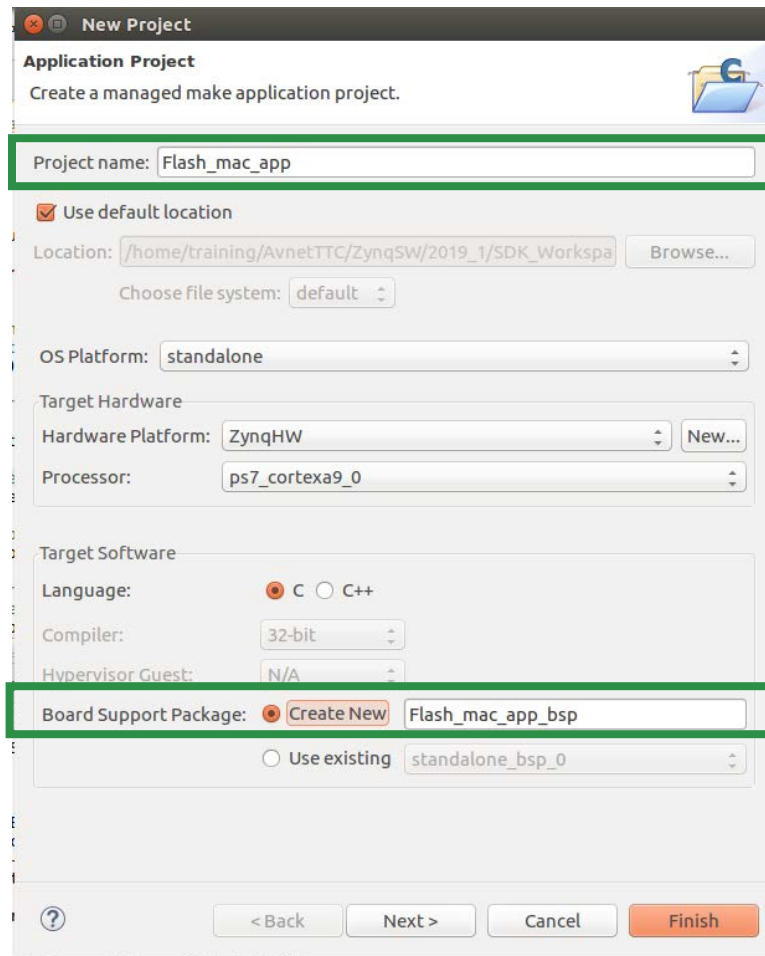 New Project
Application Project
Create a managed make application project.
Project name: Flash_mac_app
Use default location
Location: /home/training/AvnetTTC/ZynqSW/2019_1/SDK_Workspa Browse...
Choose file system: default
OS Platform: standalone
Target Hardware
Hardware Platform: ZynqHW New...
Processor: ps7_cortexa9_0
Target Software
Language: C C++
Compiler: 32-bit
Hypervisor Guest: N/A
Board Support Package: Create New Flash_mac_app_bsp
Use existing standalone_bsp_0
< Back Next > Cancel Finish